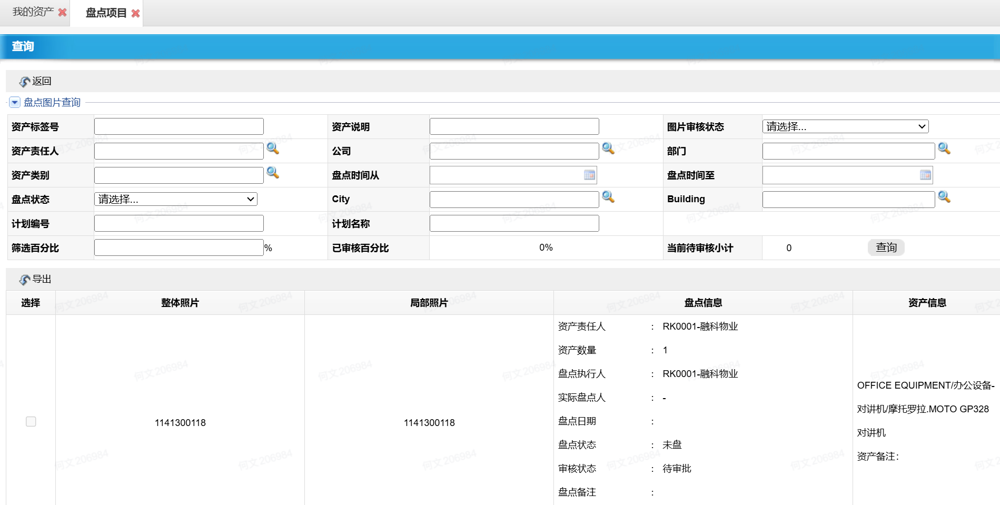 我的资产
盘点项目
查询
返回
盘点图片查询
资产标签号 资产说明 图片审核状态 请选择...
资产责任人 公司 部门
资产类别 盘点时间从 盘点时间至
盘点状态 请选择... City Building
计划编号 计划名称
筛选百分比 % 已审核百分比 0% 当前待审核小计 0 查询
导出
选择 整体照片 局部照片 盘点信息 资产信息
1141300118
1141300118
资产责任人 : RK0001-融科物业
资产数量 : 1
盘点执行人 : RK0001-融科物业
实际盘点人 : -
盘点日期 :
盘点状态 : 未盘
审核状态 : 待审批
盘点备注 :
OFFICE EQUIPMENT/办公设备-
对讲机/摩托罗拉.MOTO GP328
对讲机
资产备注:
何文206984